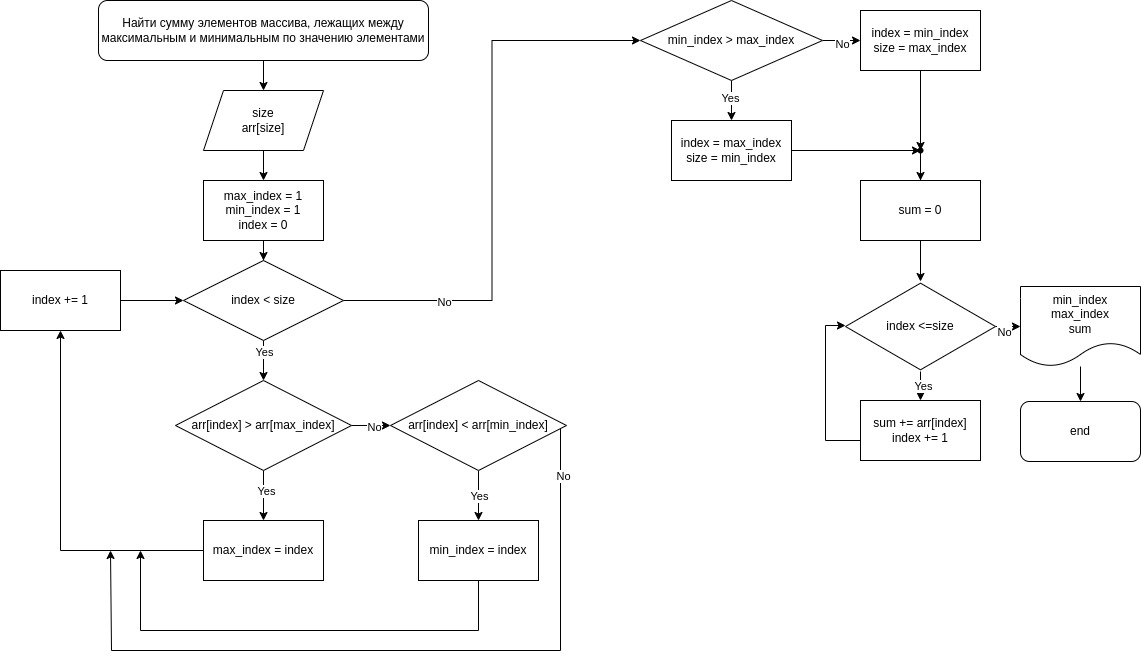 Найти сумму элементов массива, лежащих между
максимальным и минимальным по значению элементами
size
arr[size]
max_index = 1
min_index = 1
index = 0
index += 1
index < size
No
Yes
arr[index] > arr[max_index]
No
arr[index] < arr[min_index]
Yes
Yes
No
max_index = index
min_index = index
min_index > max_index
No
index = min_index
size = max_index
Yes
index = max_index
size = min_index
sum = 0
index <=size
No
min_index
max_index
sum
Yes
sum += arr[index]
index += 1
end